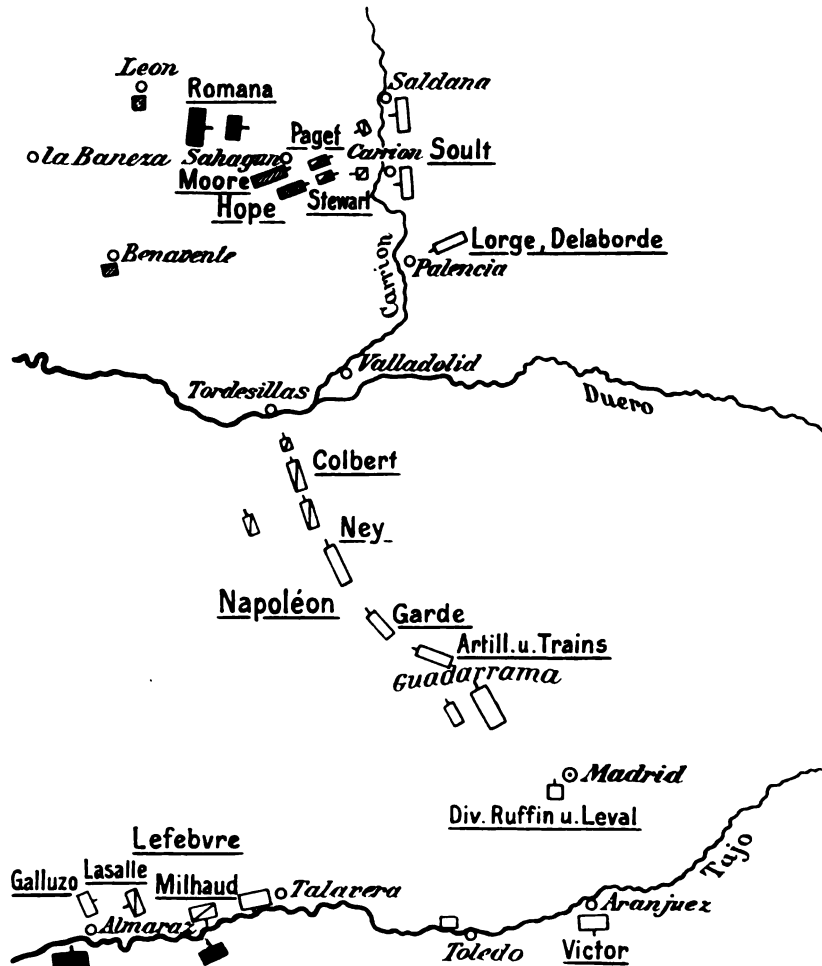 Leon
Romana
Saldana
la Baneza
Sahagun
Paget
Carrion
Soult
Moore
Hope
Stewart
Benavente
Carrion
Lorge, Delaborde
Palencia
Valladolid
Tordesillas
Duero
Colbert
Ney
Napoléon
Garde
Artill. u. Trains
Guadarrama
Madrid
Div. Ruffin u. Leval
Tajo
Lefebvre
Galluzo
Lasalle
Milhaud
Talavera
Almaraz
Toledo
Aranjuez
Victor